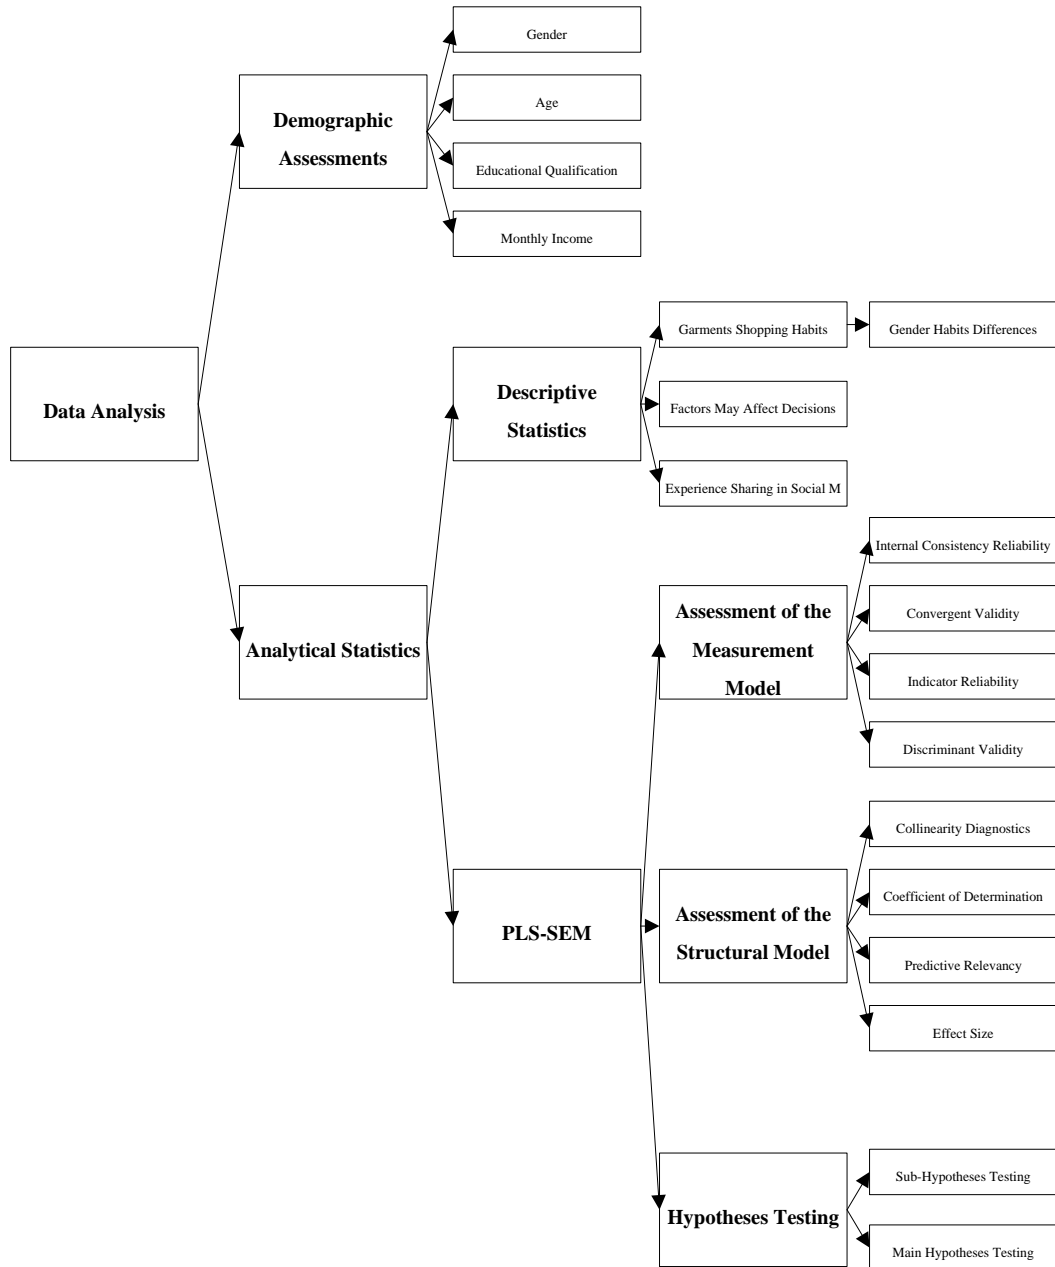 Gender
Demographic
Assessments
Age
Educational Qualification
Monthly Income
Data Analysis
Descriptive
Statistics
Garments Shopping Habits
Gender Habits Differences
Factors May Affect Decisions
Experience Sharing in Social M
Analytical Statistics
Assessment of the
Measurement
Model
Internal Consistency Reliability
Convergent Validity
Indicator Reliability
Discriminant Validity
PLS-SEM
Assessment of the
Structural Model
Collinearity Diagnostics
Coefficient of Determination
Predictive Relevancy
Effect Size
Hypotheses Testing
Sub-Hypotheses Testing
Main Hypotheses Testing